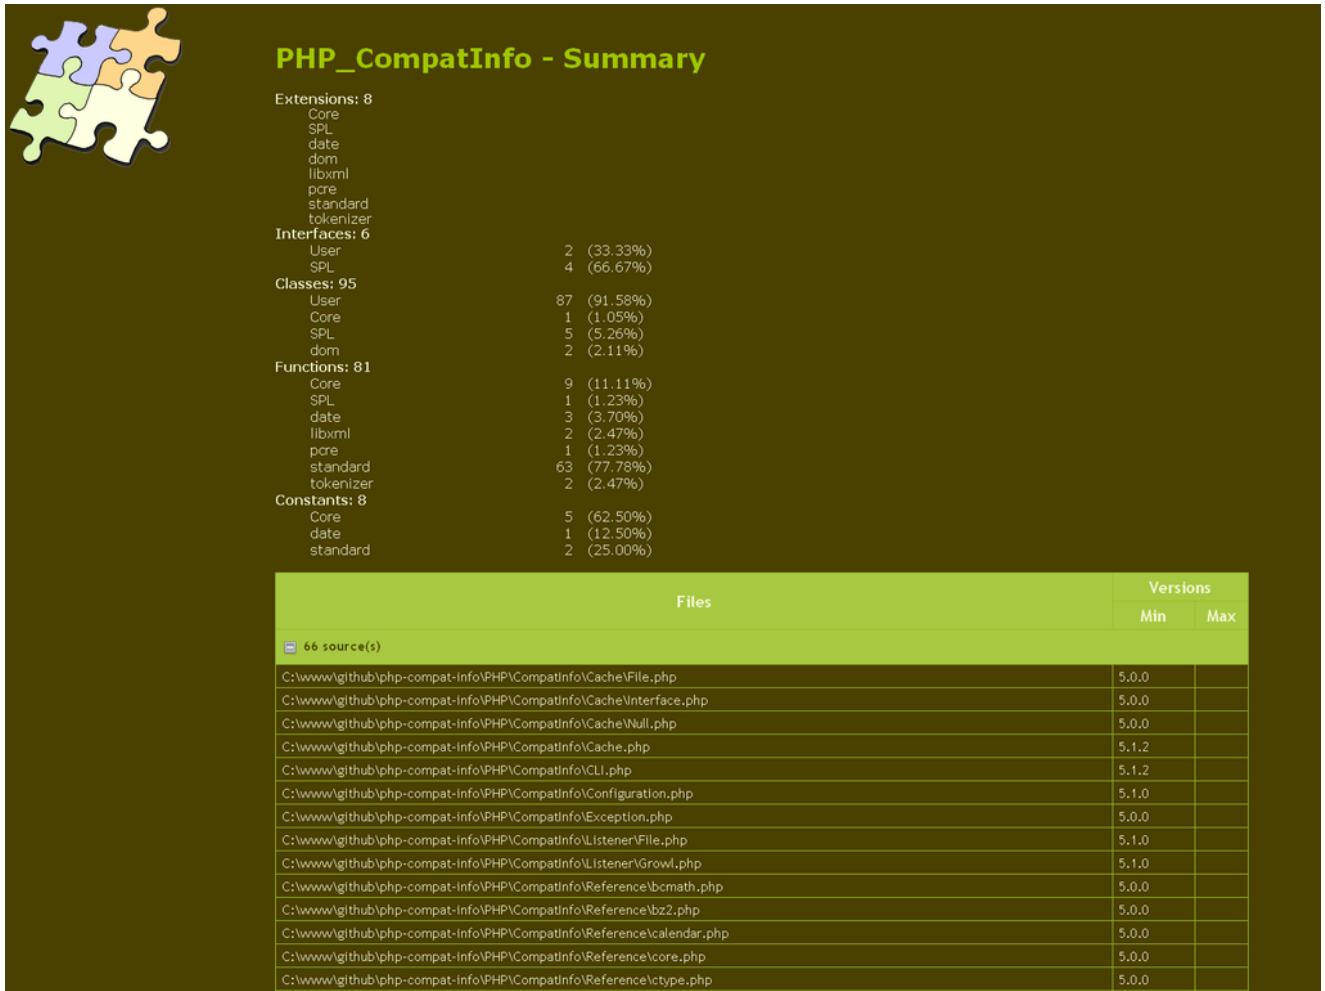 PHP_CompatInfo - Summary
Extensions: 8
Core
SPL
date
dom
libxml
pcre
standard
tokenizer
Interfaces: 6
User 2 (33.33%)
SPL 4 (66.67%)
Classes: 95
User 87 (91.58%)
Core 1 (1.05%)
SPL 5 (5.26%)
dom 2 (2.11%)
Functions: 81
Core 9 (11.11%)
SPL 1 (1.23%)
date 3 (3.70%)
libxml 2 (2.47%)
pcre 1 (1.23%)
standard 63 (77.78%)
tokenizer 2 (2.47%)
Constants: 8
Core 5 (62.50%)
date 1 (12.50%)
standard 2 (25.00%)
Files Versions
Min Max
66 source(s)
C:\www\github\php-compat-info\PHP\CompatInfo\Cache\File.php 5.0.0
C:\www\github\php-compat-info\PHP\CompatInfo\Cache\Interface.php 5.0.0
C:\www\github\php-compat-info\PHP\CompatInfo\Cache\Null.php 5.0.0
C:\www\github\php-compat-info\PHP\CompatInfo\Cache.php 5.1.2
C:\www\github\php-compat-info\PHP\CompatInfo\CLI.php 5.1.2
C:\www\github\php-compat-info\PHP\CompatInfo\Configuration.php 5.1.0
C:\www\github\php-compat-info\PHP\CompatInfo\Exception.php 5.0.0
C:\www\github\php-compat-info\PHP\CompatInfo\Listener\File.php 5.1.0
C:\www\github\php-compat-info\PHP\CompatInfo\Listener\Growl.php 5.1.0
C:\www\github\php-compat-info\PHP\CompatInfo\Reference\bcmath.php 5.0.0
C:\www\github\php-compat-info\PHP\CompatInfo\Reference\bz2.php 5.0.0
C:\www\github\php-compat-info\PHP\CompatInfo\Reference\calendar.php 5.0.0
C:\www\github\php-compat-info\PHP\CompatInfo\Reference\core.php 5.0.0
C:\www\github\php-compat-info\PHP\CompatInfo\Reference\ctype.php 5.0.0